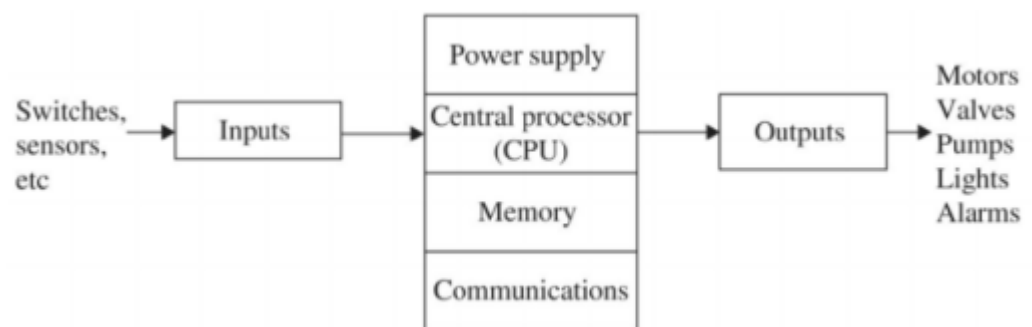 Switches,
sensors,
etc
Inputs
Power supply
Central processor
(CPU)
Memory
Communications
Outputs
Motors
Valves
Pumps
Lights
Alarms